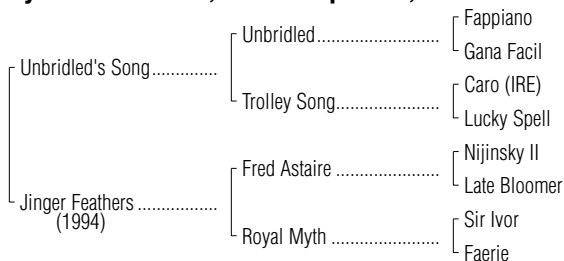 Fappiano
Unbridled
Gana Facil
Unbridled's Song
Caro (IRE)
Trolley Song
Lucky Spell
Nijinsky II
Fred Astaire
Late Bloomer
Jinger Feathers
(1994)
Sir Ivor
Royal Myth
Faerie